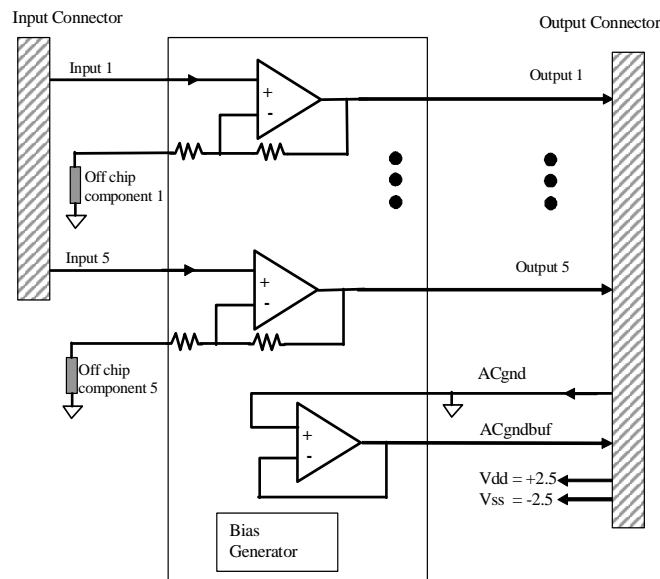 Input Connector
Output Connector
Input 1
Output 1
+
-
Off chip
component 1
Input 5
Output 5
+
-
Off chip
component 5
ACgnd
+
-
ACgndbuf
Vdd = +2.5
Vss = -2.5
Bias
Generator